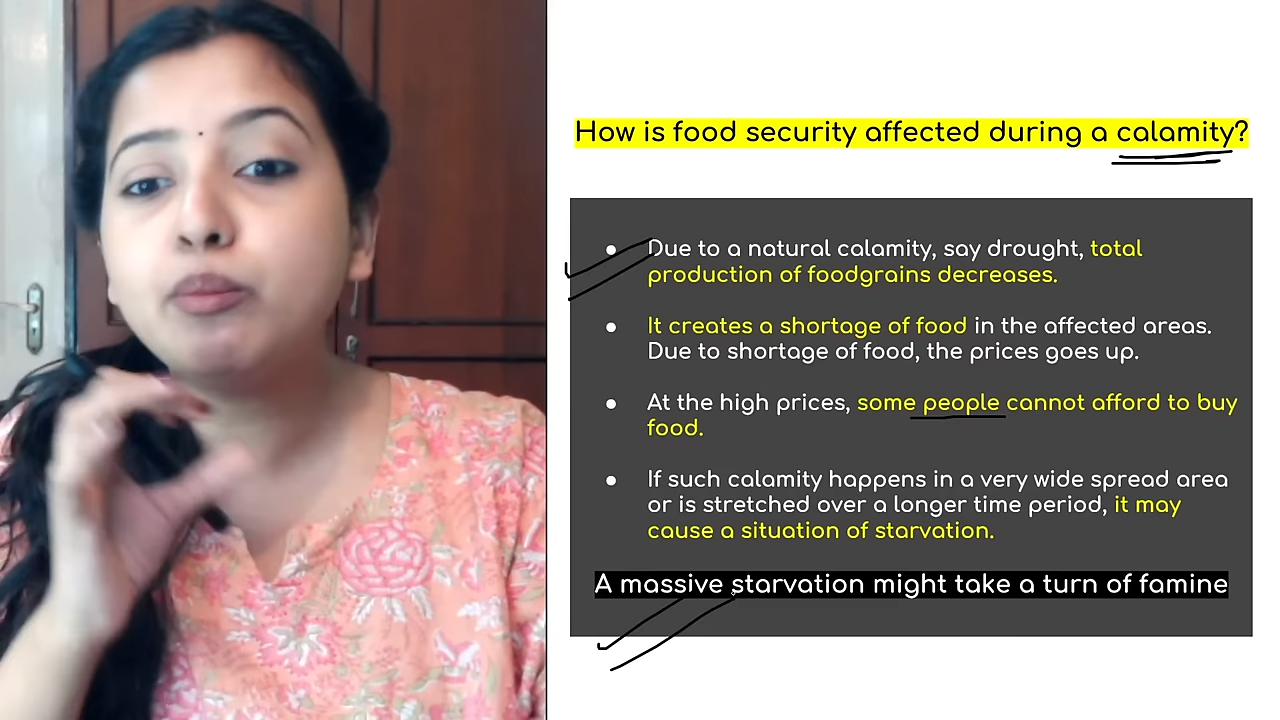 How is food security affected during a calamity?
● Due to a natural calamity, say drought, total
production of foodgrains decreases.
● It creates a shortage of food in the affected areas.
Due to shortage of food, the prices goes up.
● At the high prices, some people cannot afford to buy
food.
● If such calamity happens in a very wide spread area
or is stretched over a longer time period, it may
cause a situation of starvation.
A massive starvation might take a turn of famine